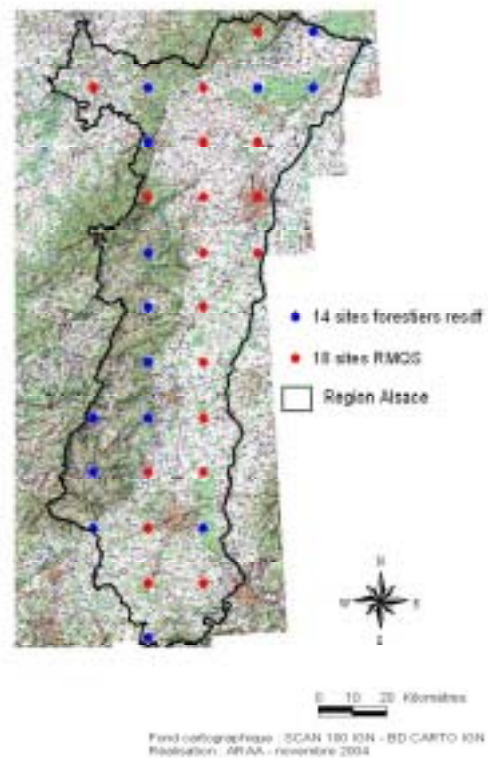 14 sites forestiers resdf
18 sites RMQS
Region Alsace
N
W E
S
0 10 20 Kilomètres
Fond cartographique : SCAN 100 IGN - BD CARTO IGN
Réalisation : ARAA - novembre 2004